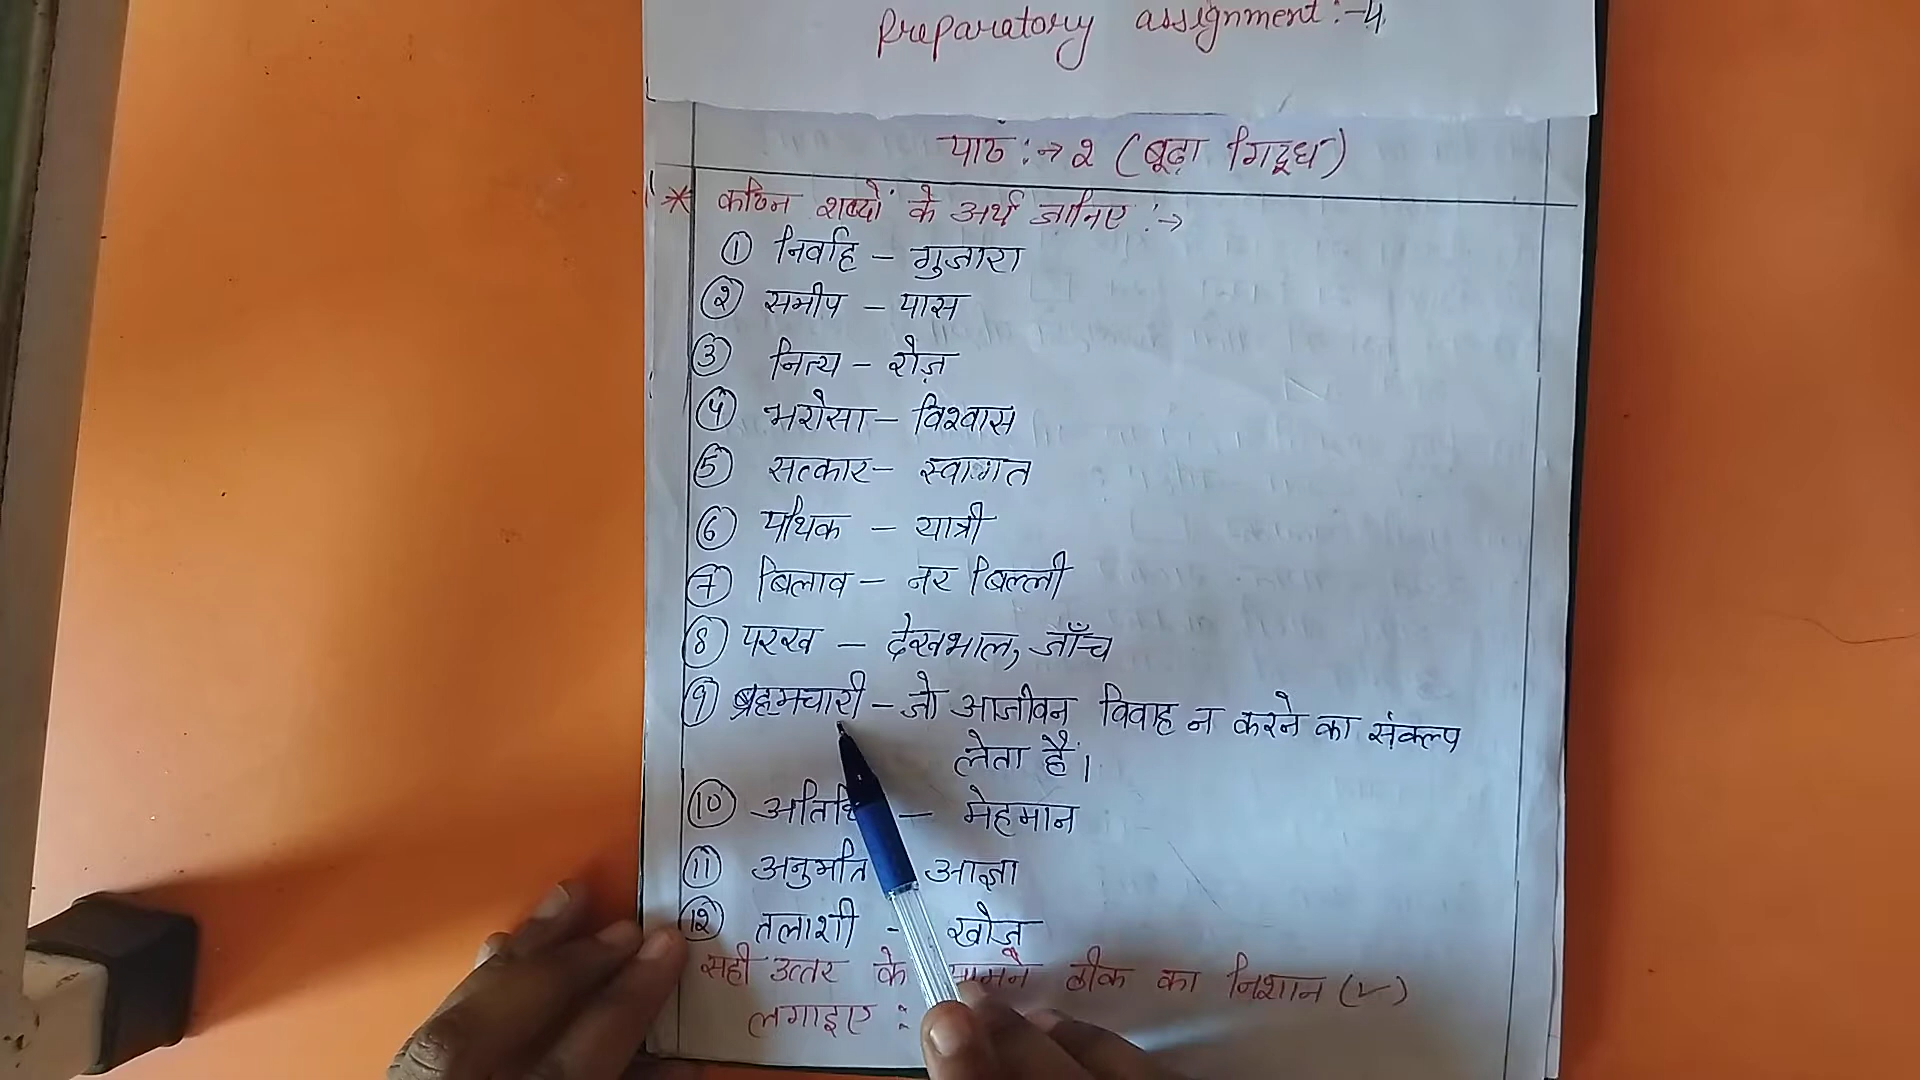 Preparatory assignment:-4
पाठ :→ २ (बूढ़ा गिद्ध)
* कठिन शब्दों के अर्थ जानिए :→
① निर्वाह – गुजारा
② समीप – पास
③ नित्य – रोज़
④ भरोसा – विश्वास
⑤ सत्कार – स्वागत
⑥ पथिक – यात्री
⑦ बिलाव – नर बिल्ली
⑧ परख – देखभाल, जाँच
⑨ ब्रह्मचारी – जो आजीवन विवाह न करने का संकल्प
लेता है।
⑩ अतिथि – मेहमान
⑪ अनुमति आज्ञा
⑫ तलाशी - खोज
सही उत्तर के सामने ठीक का निशान (✓)
लगाइए :